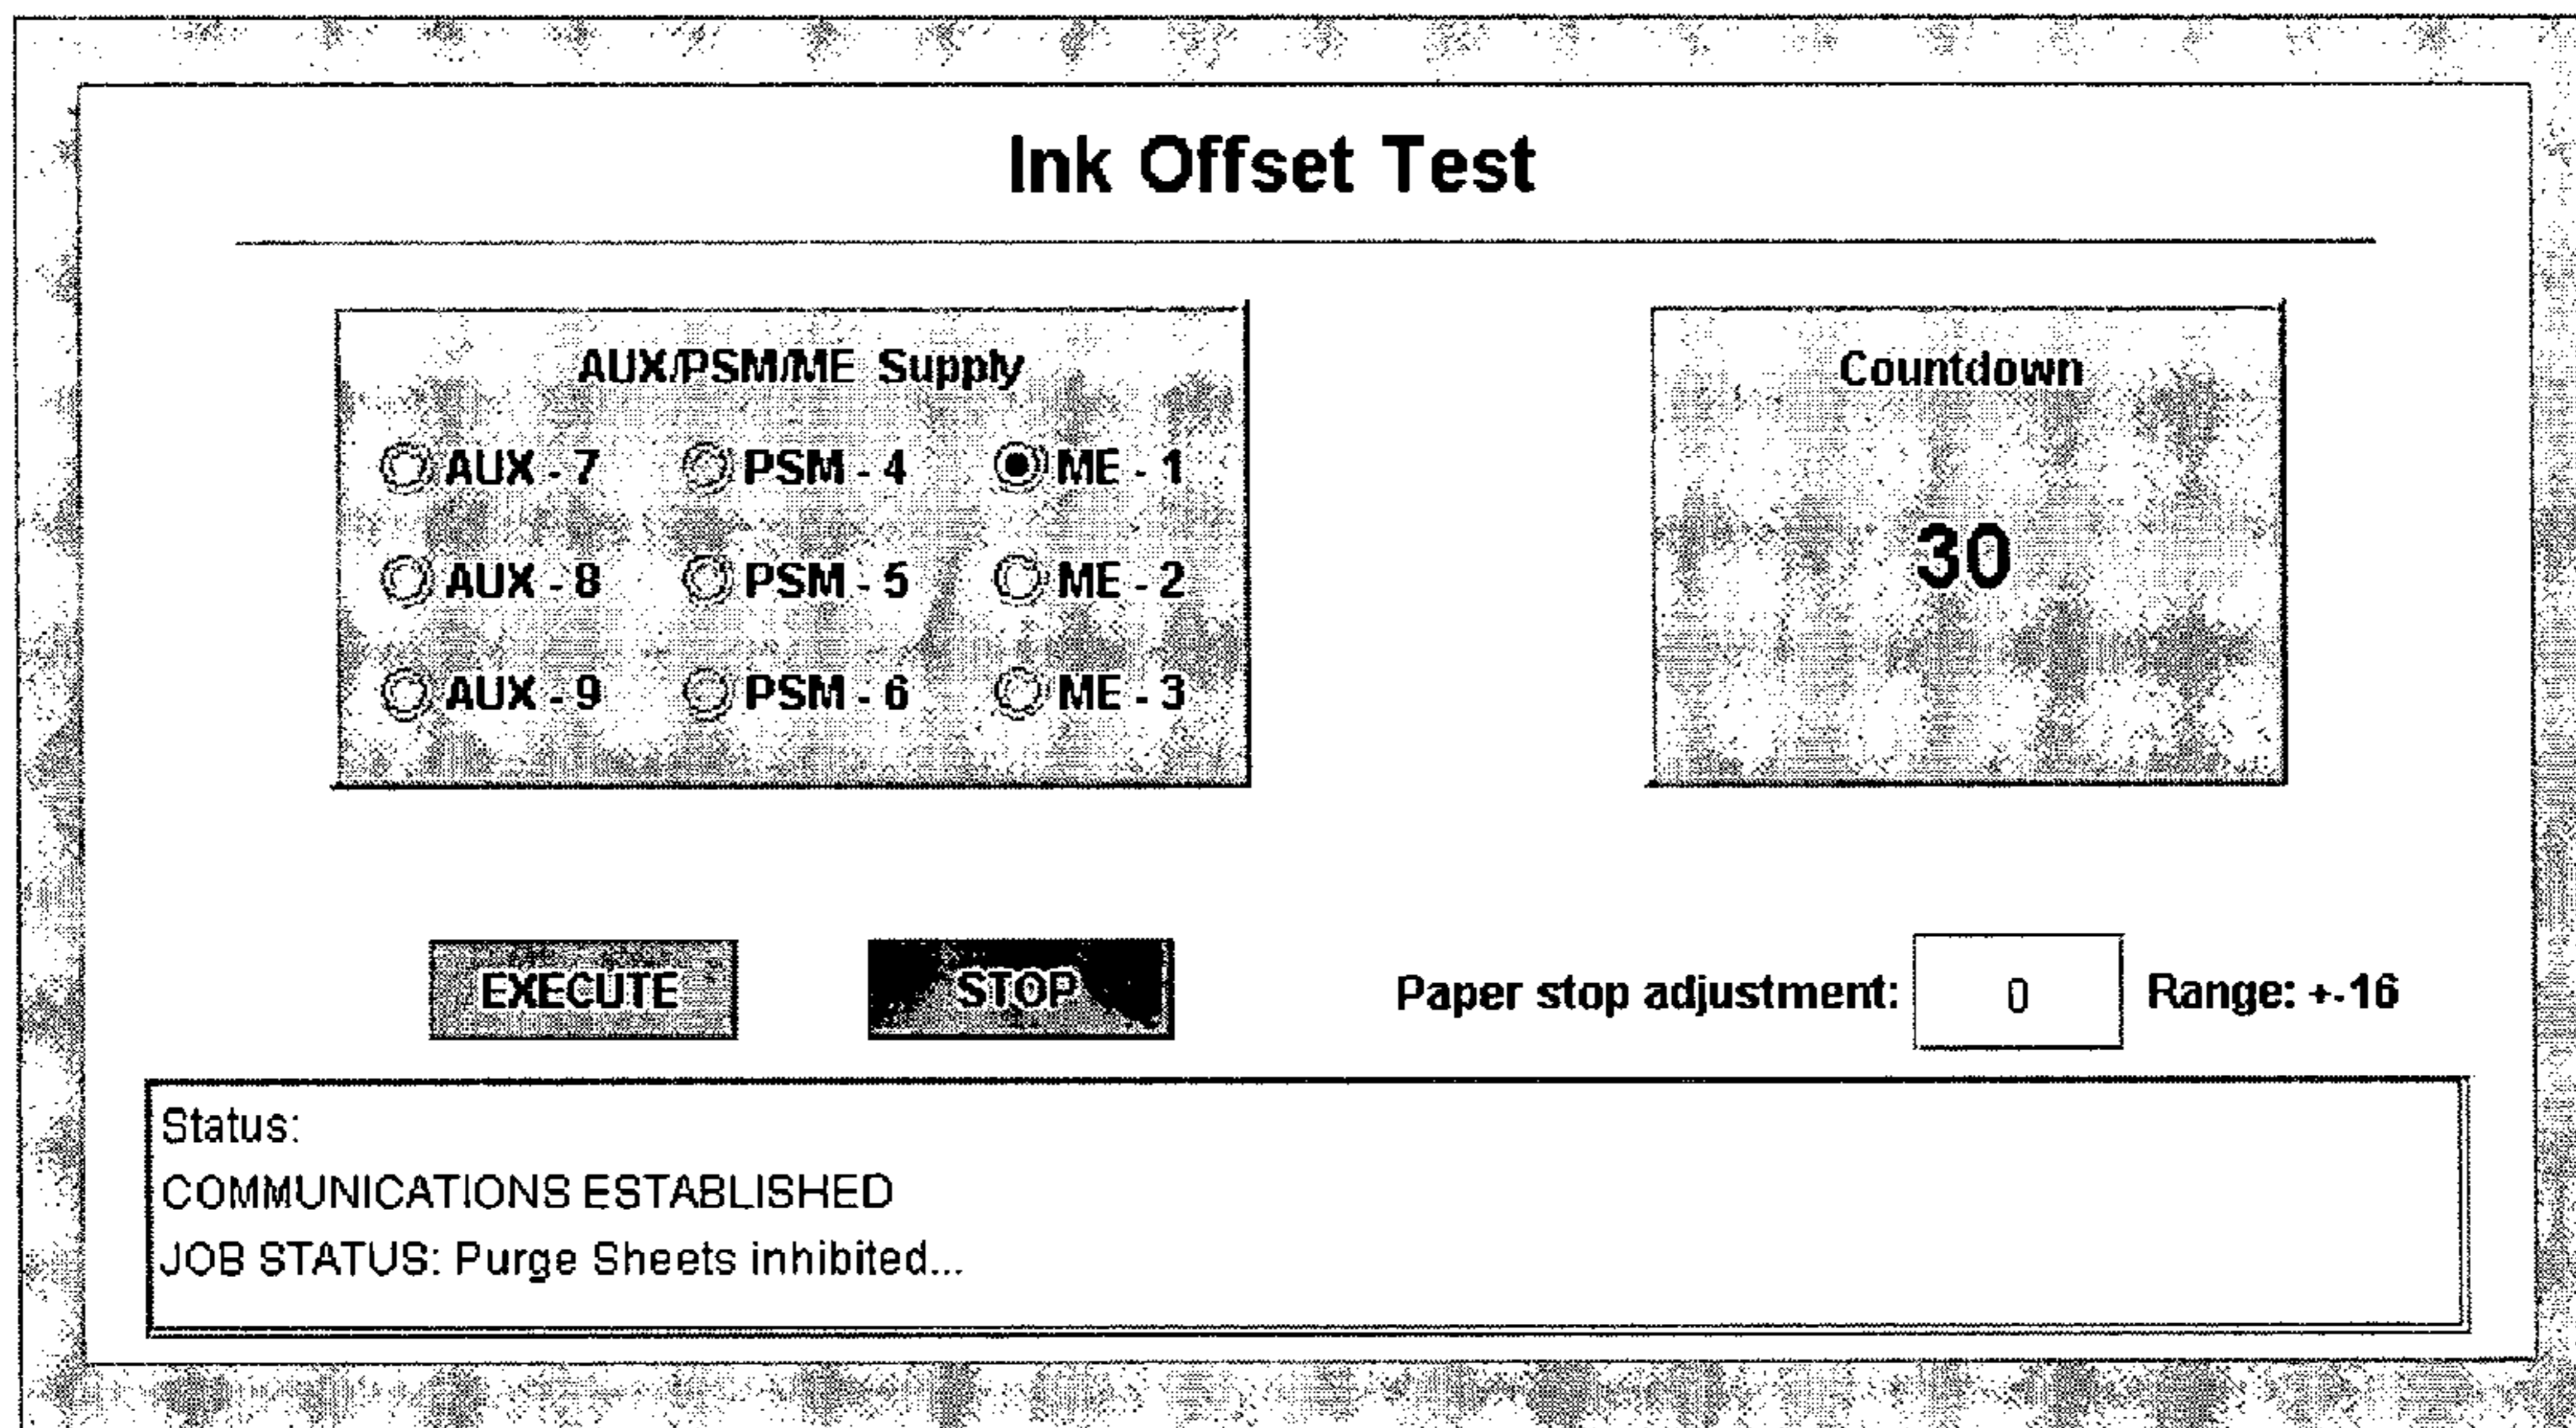 Ink Offset Test
AUX/PSM/ME Supply
AUX - 7 PSM - 4 ME - 1
AUX - 8 PSM - 5 ME - 2
AUX - 9 PSM - 6 ME - 3
Countdown
30
EXECUTE STOP Paper stop adjustment: 0 Range: +-16
Status:
COMMUNICATIONS ESTABLISHED
JOB STATUS: Purge Sheets inhibited...